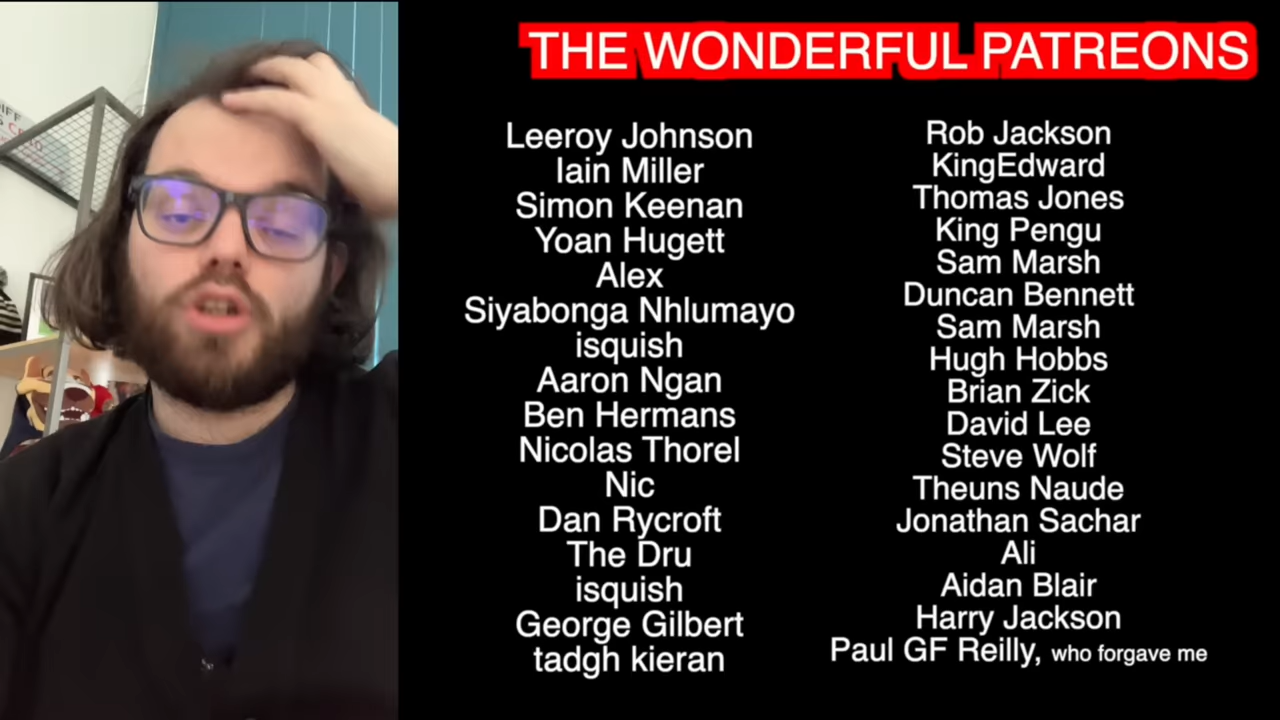 THE WONDERFUL PATREONS
Leeroy Johnson
Iain Miller
Simon Keenan
Yoan Hugett
Alex
Siyabonga Nhlumayo
isquish
Aaron Ngan
Ben Hermans
Nicolas Thorel
Nic
Dan Rycroft
The Dru
isquish
George Gilbert
tadgh kieran
Rob Jackson
KingEdward
Thomas Jones
King Pengu
Sam Marsh
Duncan Bennett
Sam Marsh
Hugh Hobbs
Brian Zick
David Lee
Steve Wolf
Theuns Naude
Jonathan Sachar
Ali
Aidan Blair
Harry Jackson
Paul GF Reilly, who forgave me